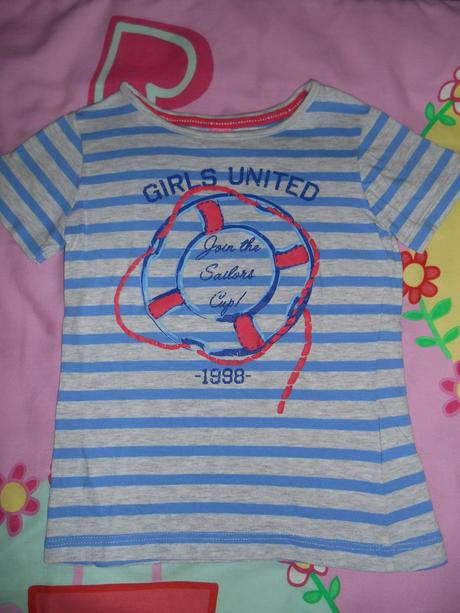 GIRLS UNITED
Join the
Sailors
Cup!
-1998-